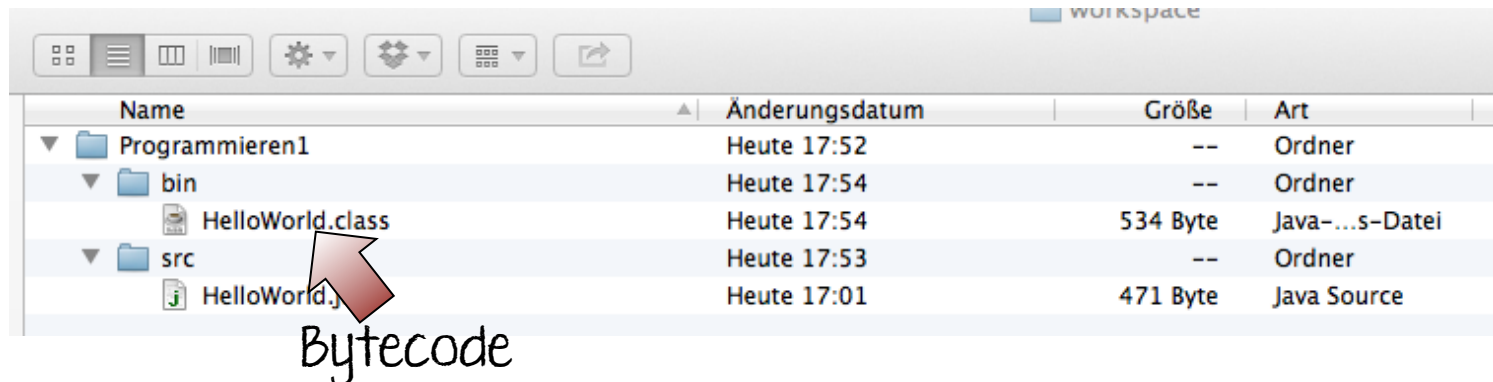 workspace
Name Änderungsdatum Größe Art
Programmieren1 Heute 17:52 -- Ordner
bin Heute 17:54 -- Ordner
HelloWorld.class Heute 17:54 534 Byte Java-...s-Datei
src Heute 17:53 -- Ordner
HelloWorld.j Heute 17:01 471 Byte Java Source
Bytecode